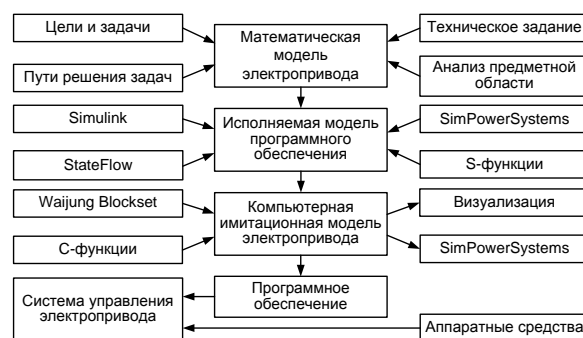 Цели и задачи
Математическая
модель
электропривода
Техническое задание
Пути решения задач
Анализ предметной
области
Simulink
Исполняемая модель
программного
обеспечения
SimPowerSystems
StateFlow
S-функции
Waijung Blockset
Компьютерная
имитационная модель
электропривода
Визуализация
С-функции
SimPowerSystems
Система управления
электропривода
Программное
обеспечение
Аппаратные средства